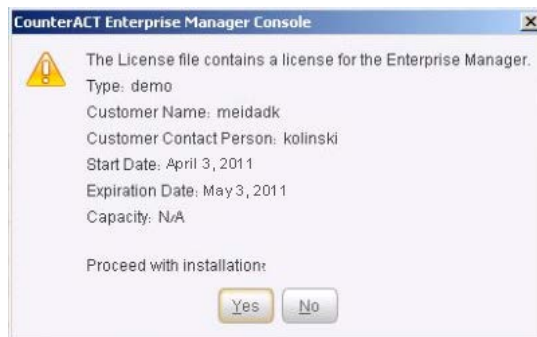 CounterACT Enterprise Manager Console
The License file contains a license for the Enterprise Manager.
Type: demo
Customer Name: meidadk
Customer Contact Person: kolinski
Start Date: April 3, 2011
Expiration Date: May 3, 2011
Capacity: N/A
Proceed with installation?
Yes No